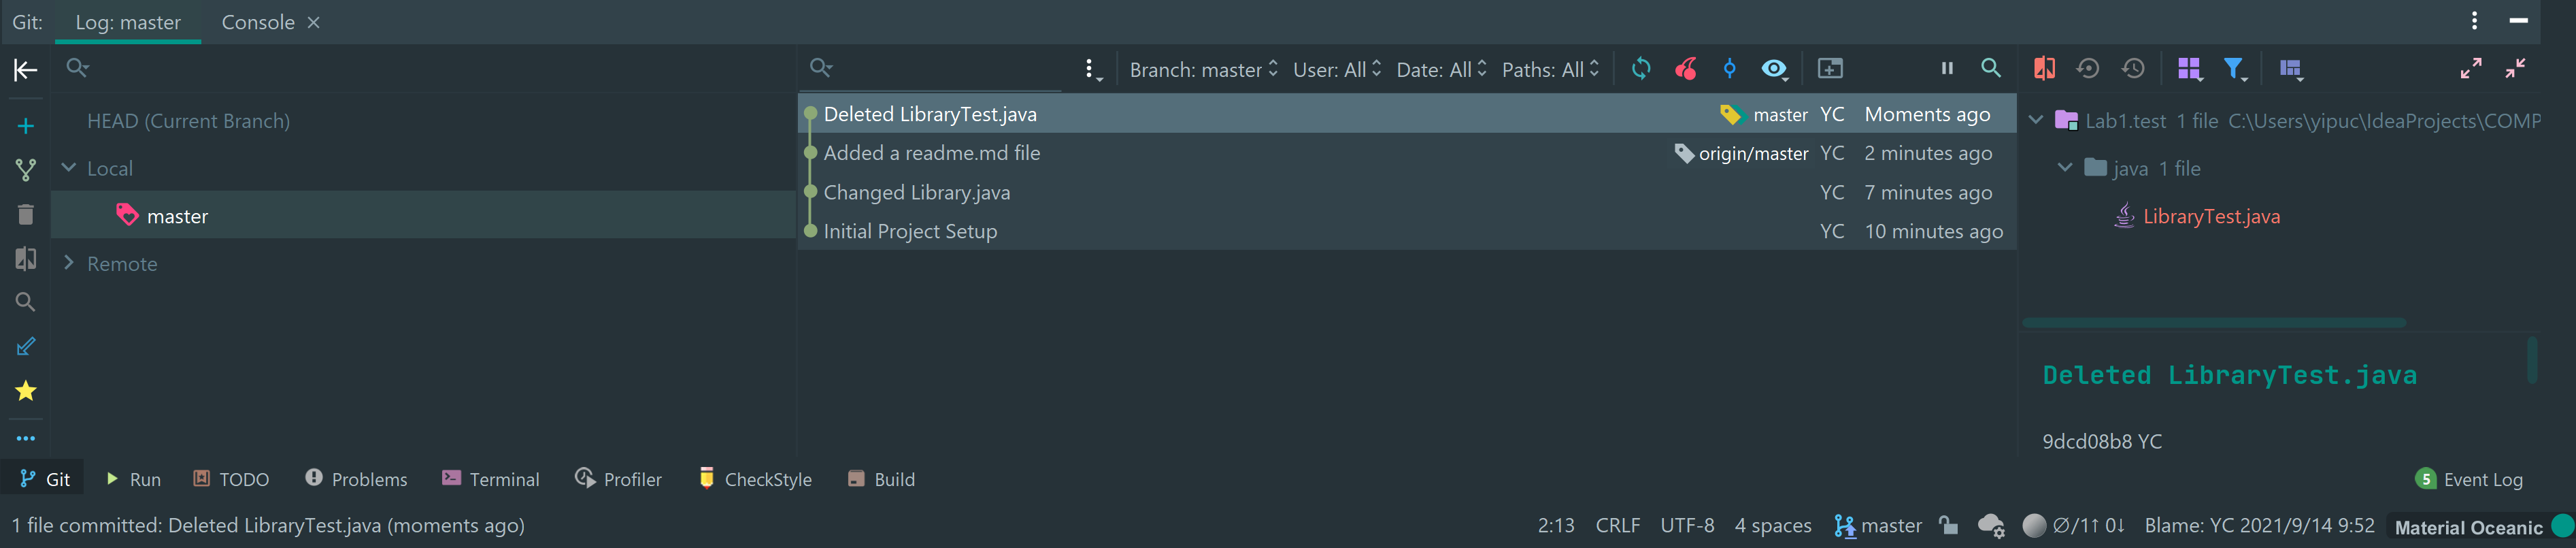 Git: Log: master Console
Branch: master User: All Date: All Paths: All
HEAD (Current Branch)
Local
master
Remote
Deleted LibraryTest.java master YC Moments ago
Added a readme.md file origin/master YC 2 minutes ago
Changed Library.java YC 7 minutes ago
Initial Project Setup YC 10 minutes ago
Lab1.test 1 file C:\Users\yipuc\IdeaProjects\COMP
java 1 file
LibraryTest.java
Deleted LibraryTest.java
9dcd08b8 YC
Git Run TODO Problems Terminal Profiler CheckStyle Build 5 Event Log
1 file committed: Deleted LibraryTest.java (moments ago) 2:13 CRLF UTF-8 4 spaces master ∅/1↑ 0↓ Blame: YC 2021/9/14 9:52 Material Oceanic